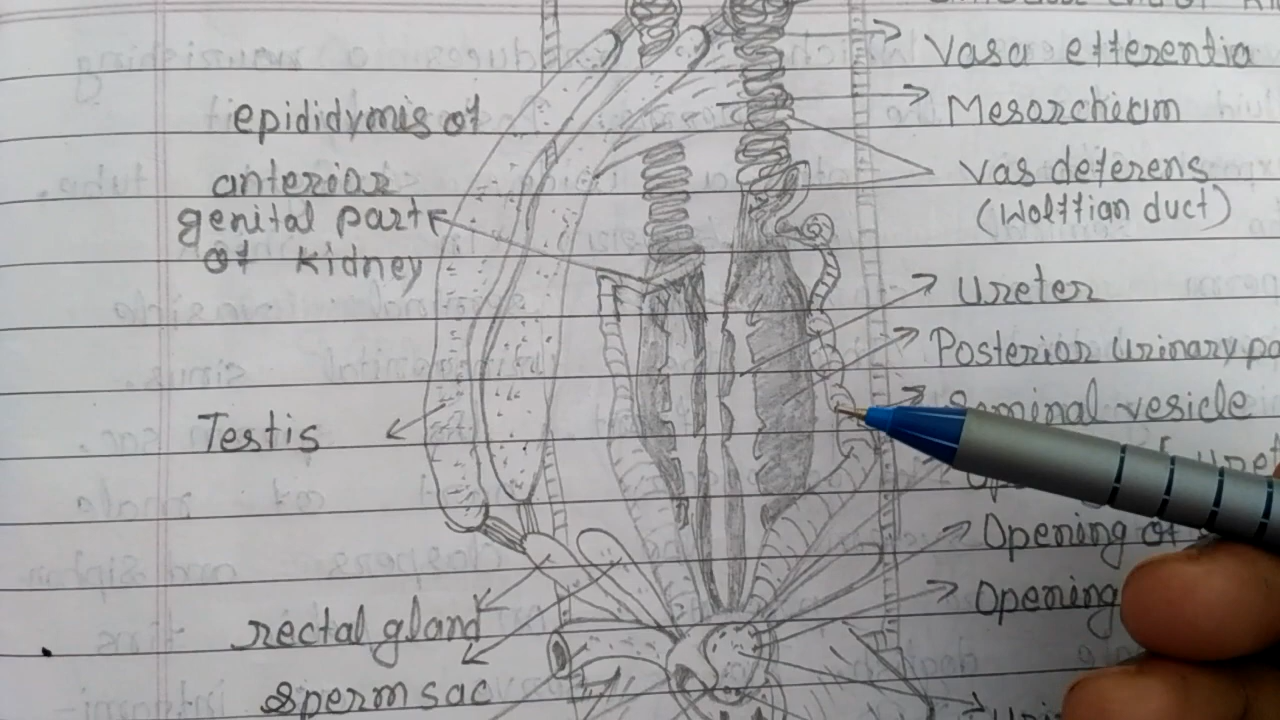 epididymis of
anterior
genital part
of kidney
Testis
rectal gland
sperm sac
Vasa efferentia
Mesorchium
Vas deferens
(Wolffian duct)
Ureter
Posterior urinary
Seminal vesicle
Opening of
Opening